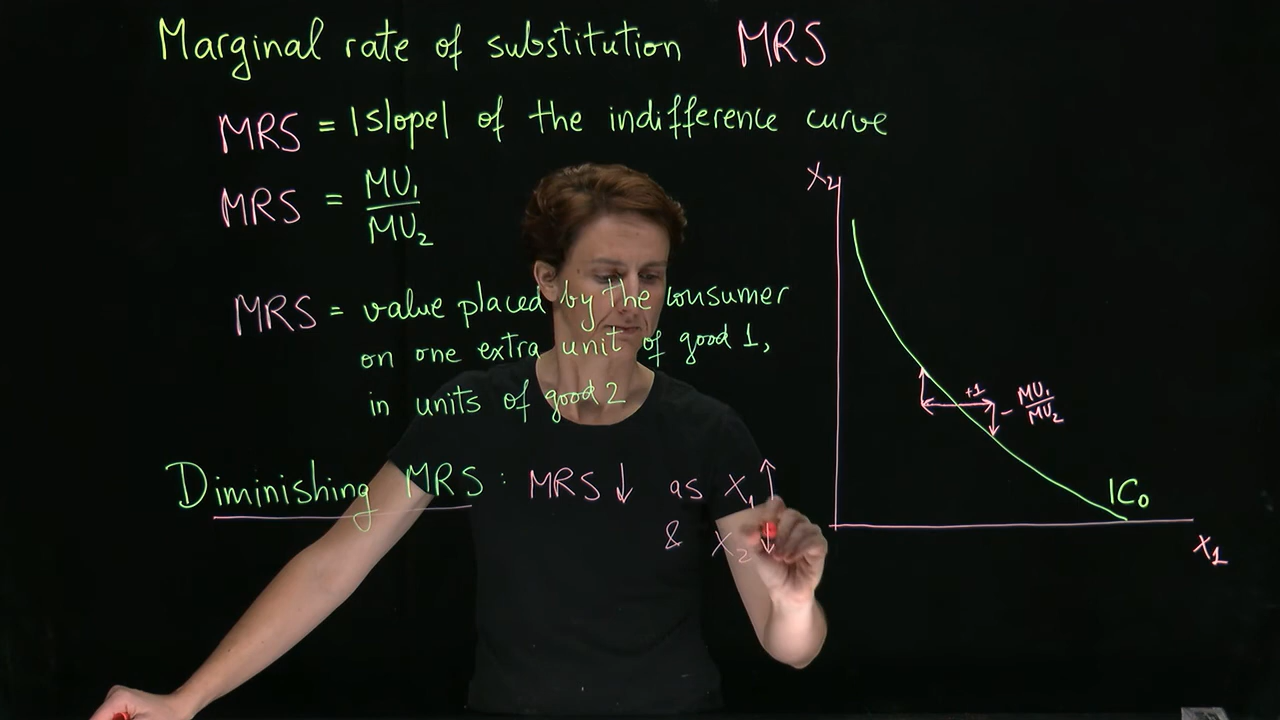 Marginal rate of substitution MRS
MRS = |slope| of the indifference curve
MRS = MU₁/MU₂
MRS = value placed by the consumer
on one extra unit of good 1,
in units of good 2
Diminishing MRS : MRS ↓ as X₁ ↑
& X₂ ↓
X₂
+1
- MU₁/MU₂
IC₀
X₁